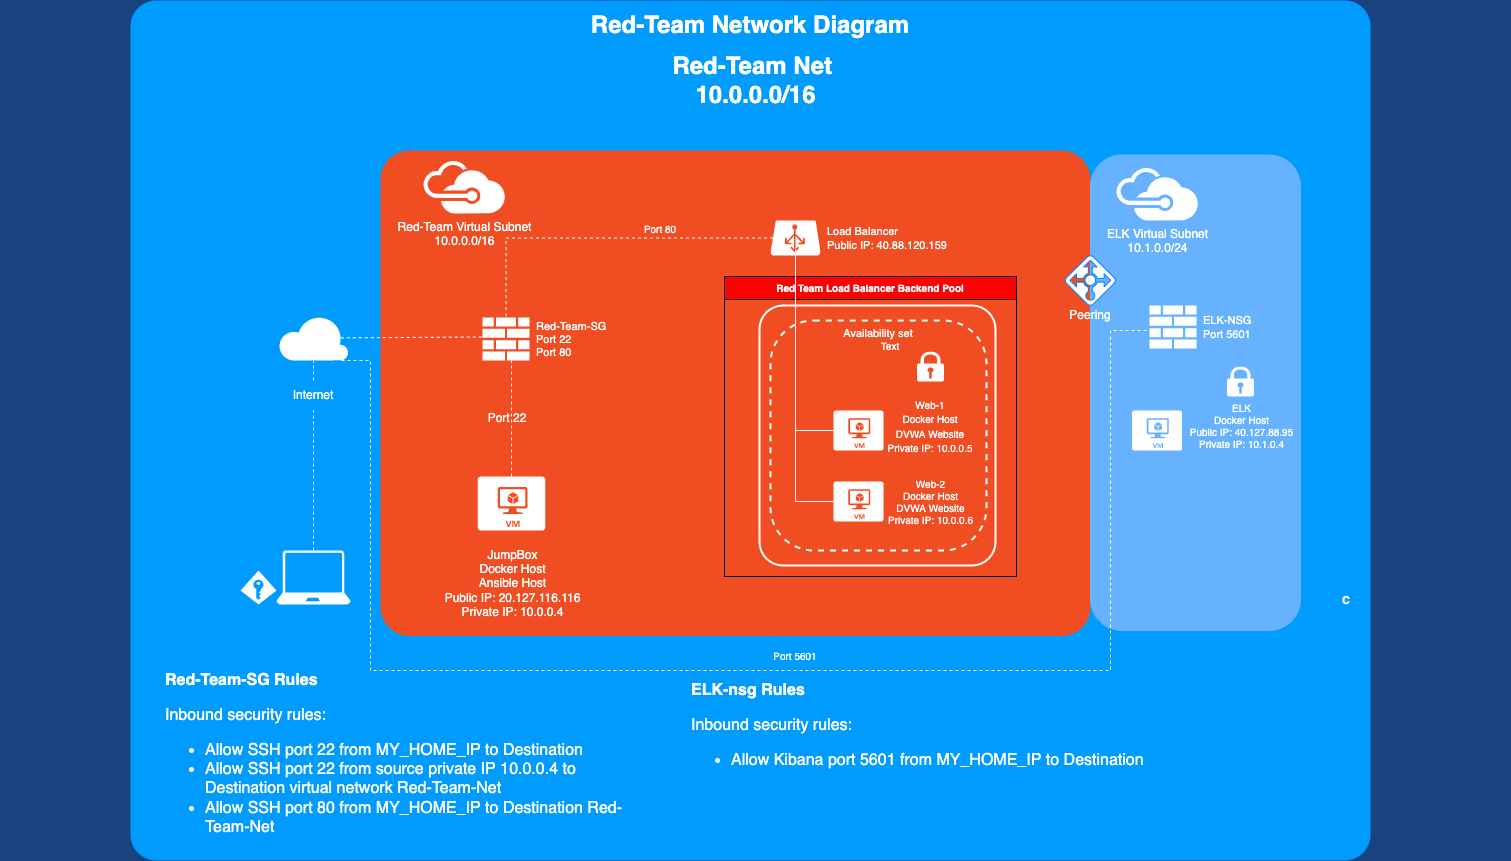 Red-Team Network Diagram
Red-Team Net
10.0.0.0/16
Red-Team Virtual Subnet
10.0.0.0/16
Port 80
Load Balancer
Public IP: 40.88.120.159
ELK Virtual Subnet
10.1.0.0/24
Red Team Load Balancer Backend Pool
Peering
Red-Team-SG
Port 22
Port 80
Availability set
Text
ELK-NSG
Port 5601
Internet
Port 22
Web-1
Docker Host
DVWA Website
Private IP: 10.0.0.5
VM
ELK
Docker Host
Public IP: 40.127.88.95
Private IP: 10.1.0.4
VM
Web-2
Docker Host
DVWA Website
Private IP: 10.0.0.6
VM
VM
JumpBox
Docker Host
Ansible Host
Public IP: 20.127.116.116
Private IP: 10.0.0.4
c
Port 5601
Red-Team-SG Rules
Inbound security rules:
• Allow SSH port 22 from MY_HOME_IP to Destination
• Allow SSH port 22 from source private IP 10.0.0.4 to
Destination virtual network Red-Team-Net
• Allow SSH port 80 from MY_HOME_IP to Destination Red-
Team-Net
ELK-nsg Rules
Inbound security rules:
• Allow Kibana port 5601 from MY_HOME_IP to Destination